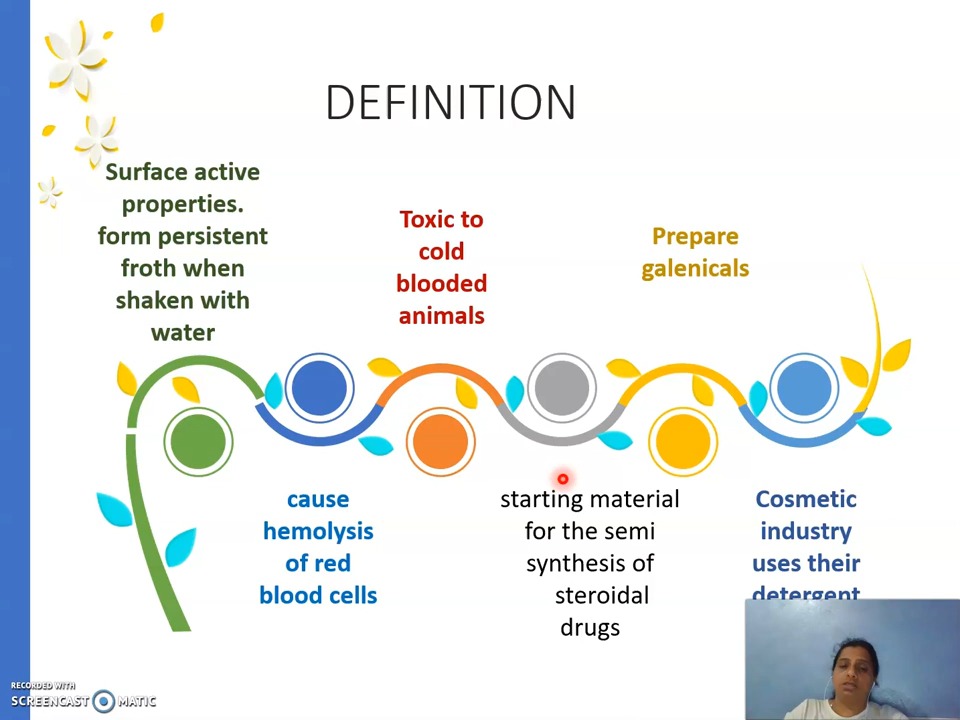 DEFINITION
Surface active
properties.
form persistent
froth when
shaken with
water
Toxic to
cold
blooded
animals
Prepare
galenicals
cause
hemolysis
of red
blood cells
starting material
for the semi
synthesis of
steroidal
drugs
Cosmetic
industry
uses their
detergent
RECORDED WITH
SCREENCAST MATIC